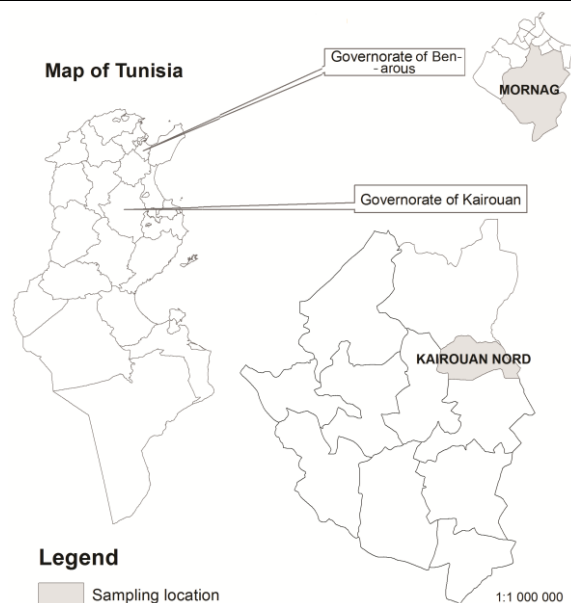 Map of Tunisia
Governorate of Ben-
-arous
MORNAG
Governorate of Kairouan
KAIROUAN NORD
Legend
Sampling location
1:1 000 000